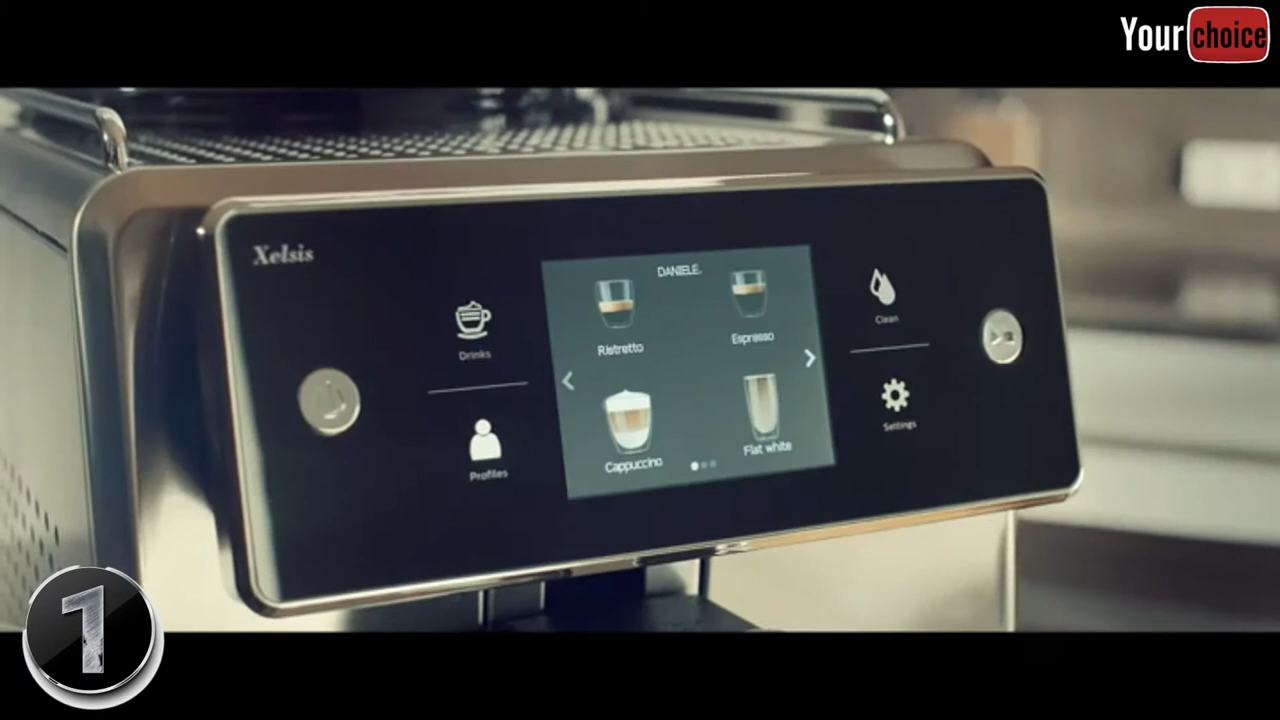 Your choice
Xelsis
DANIELE.
Drinks
Ristretto
Espresso
Clean
Profiles
Cappuccino
Flat white
Settings
1